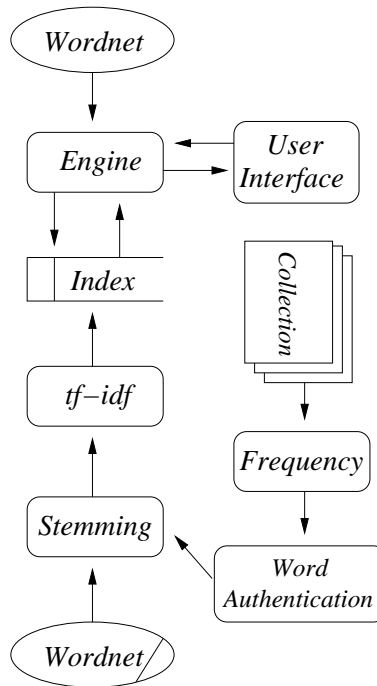 Wordnet
Engine
User
Interface
Index
Collection
tf-idf
Frequency
Stemming
Word
Authentication
Wordnet